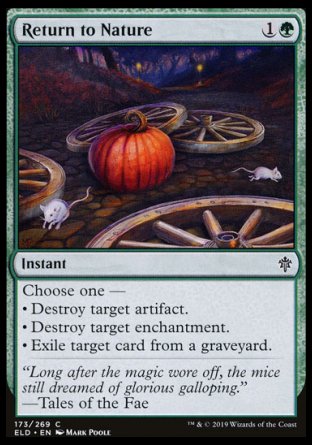 Return to Nature 1
Instant
Choose one —
• Destroy target artifact.
• Destroy target enchantment.
• Exile target card from a graveyard.
“Long after the magic wore off, the mice
still dreamed of glorious galloping.”
—Tales of the Fae
173/269 C
ELD • EN Mark Poole
™ & © 2019 Wizards of the Coast